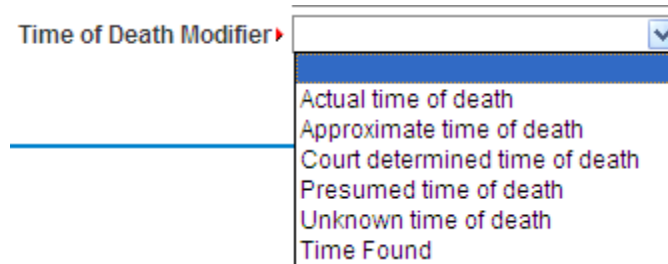 Time of Death Modifier
Actual time of death
Approximate time of death
Court determined time of death
Presumed time of death
Unknown time of death
Time Found